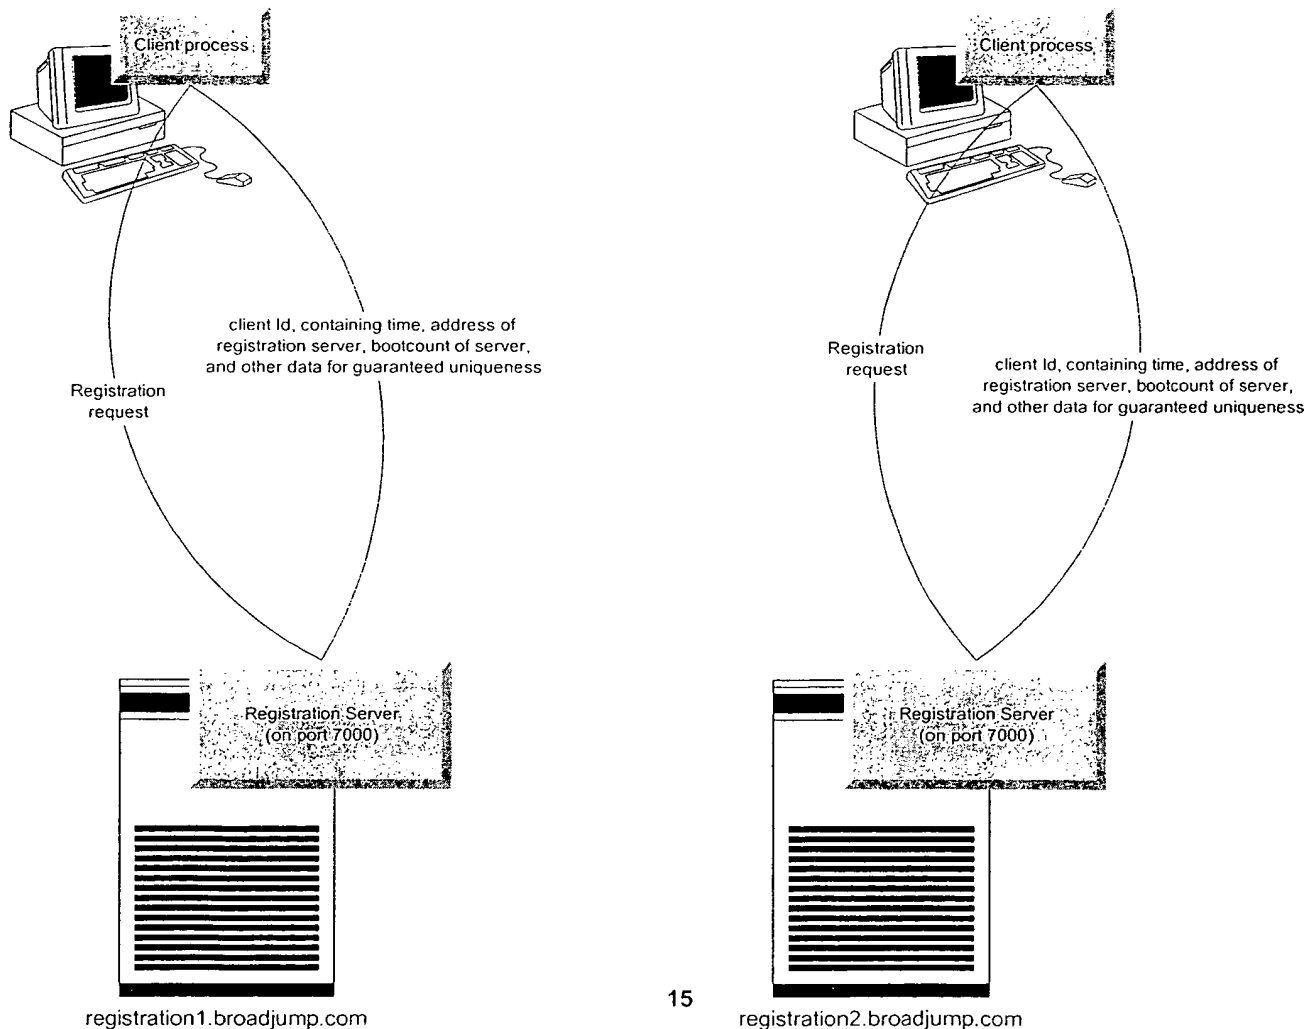 Client process
Client process
client Id, containing time, address of
registration server, bootcount of server,
and other data for guaranteed uniqueness
Registration
request
Registration
request
client Id, containing time, address of
registration server, bootcount of server,
and other data for guaranteed uniqueness
Registration Server
(on port 7000)
Registration Server
(on port 7000)
15
registration1.broadjump.com
registration2.broadjump.com